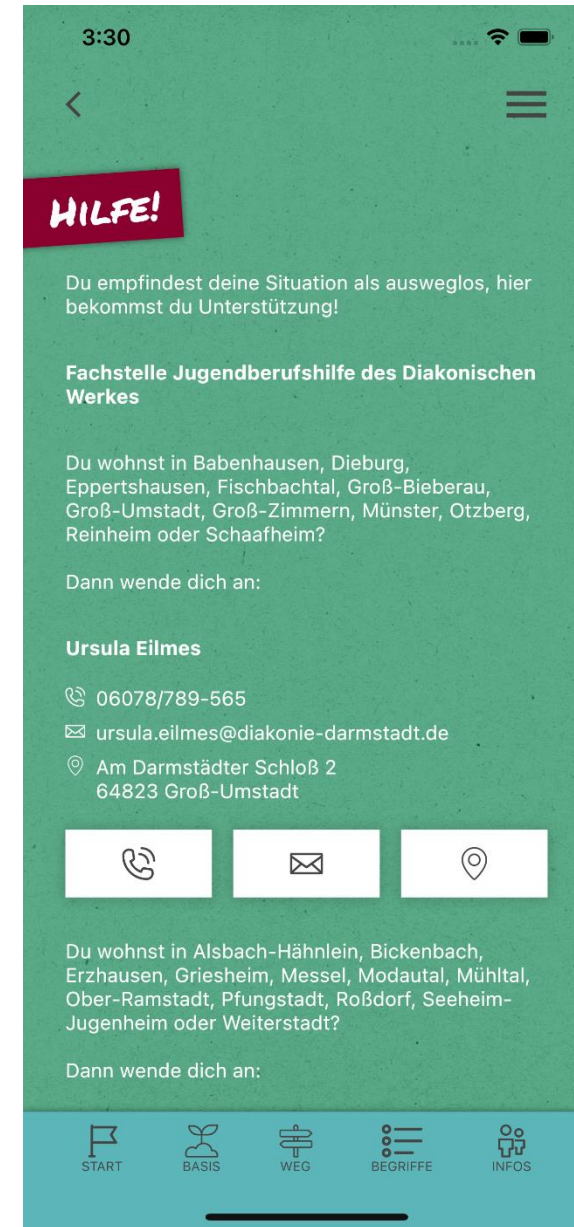 3:30
HILFE!
Du empfindest deine Situation als ausweglos, hier
bekommst du Unterstützung!
Fachstelle Jugendberufshilfe des Diakonischen
Werkes
Du wohnst in Babenhausen, Dieburg,
Eppertshausen, Fischbachtal, Groß-Bieberau,
Groß-Umstadt, Groß-Zimmern, Münster, Otzberg,
Reinheim oder Schaafheim?
Dann wende dich an:
Ursula Eilmes
06078/789-565
ursula.eilmes@diakonie-darmstadt.de
Am Darmstädter Schloß 2
64823 Groß-Umstadt
Du wohnst in Alsbach-Hähnlein, Bickenbach,
Erzhausen, Griesheim, Messel, Modautal, Mühltal,
Ober-Ramstadt, Pfungstadt, Roßdorf, Seeheim-
Jugenheim oder Weiterstadt?
Dann wende dich an:
START BASIS WEG BEGRIFFE INFOS